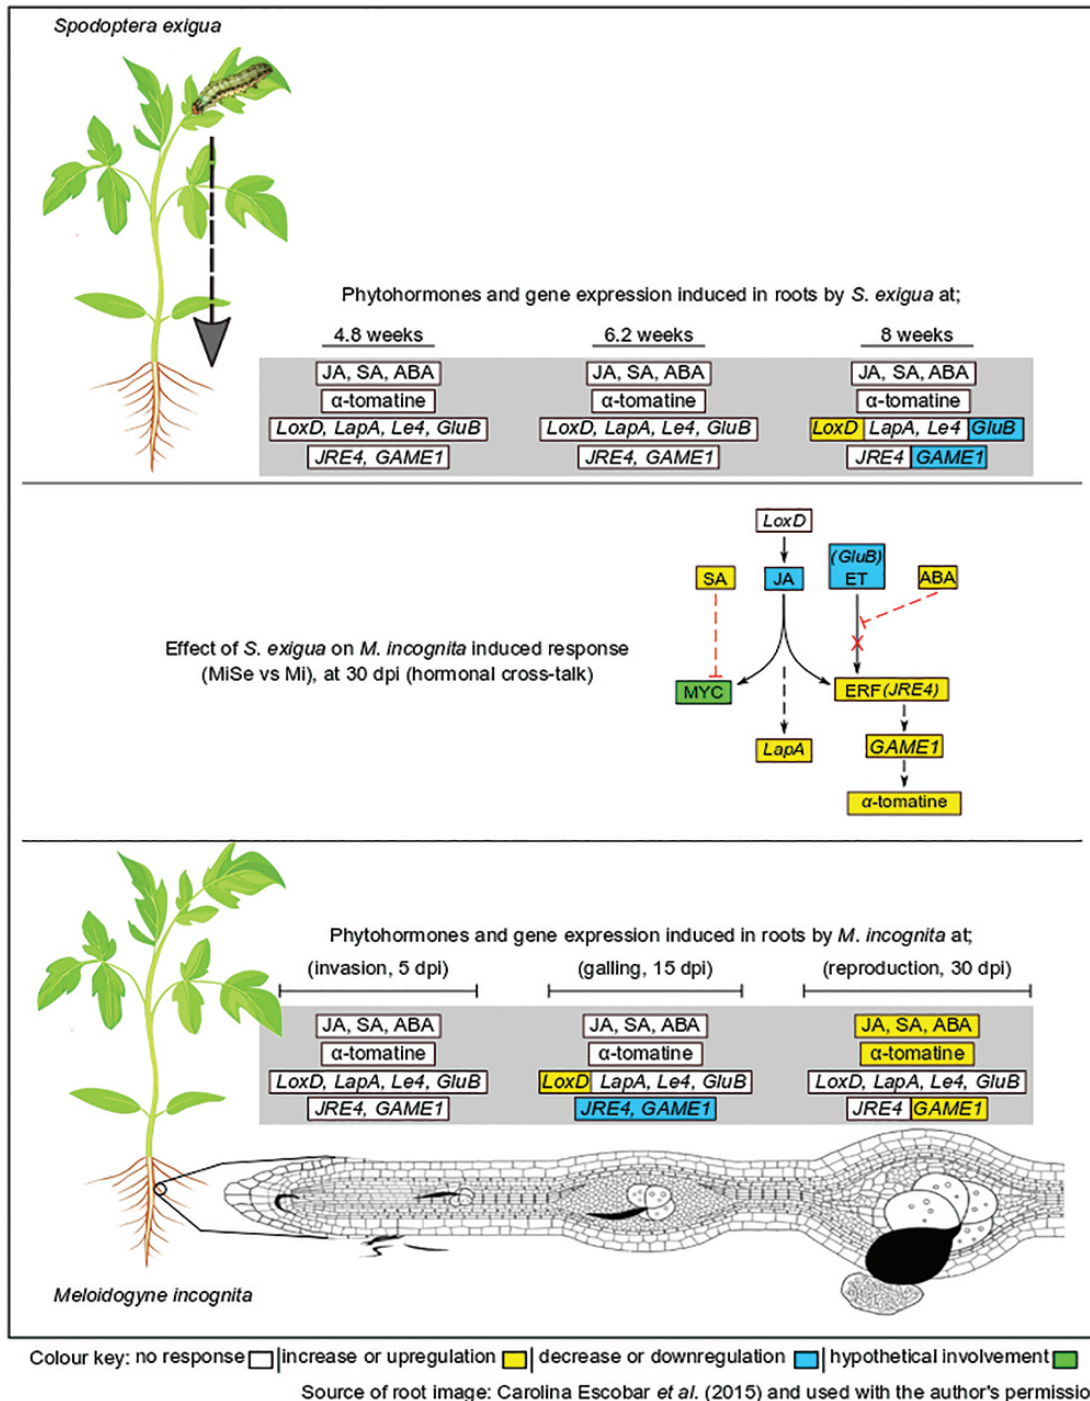 Spodoptera exigua
Phytohormones and gene expression induced in roots by S. exigua at;
4.8 weeks
6.2 weeks
8 weeks
JA, SA, ABA
JA, SA, ABA
JA, SA, ABA
α-tomatine
α-tomatine
α-tomatine
LoxD, LapA, Le4, GluB
LoxD, LapA, Le4, GluB
LoxD LapA, Le4 GluB
JRE4, GAME1
JRE4, GAME1
JRE4 GAME1
LoxD
(GluB)
SA
JA
ET
ABA
Effect of S. exigua on M. incognita induced response
(MiSe vs Mi), at 30 dpi (hormonal cross-talk)
MYC
ERF(JRE4)
LapA
GAME1
α-tomatine
Phytohormones and gene expression induced in roots by M. incognita at;
(invasion, 5 dpi)
(galling, 15 dpi)
(reproduction, 30 dpi)
JA, SA, ABA
JA, SA, ABA
JA, SA, ABA
α-tomatine
α-tomatine
α-tomatine
LoxD, LapA, Le4, GluB
LoxD LapA, Le4, GluB
LoxD, LapA, Le4, GluB
JRE4, GAME1
JRE4, GAME1
JRE4 GAME1
Meloidogyne incognita
Colour key: no response | increase or upregulation | decrease or downregulation | hypothetical involvement
Source of root image: Carolina Escobar et al. (2015) and used with the author's permissio